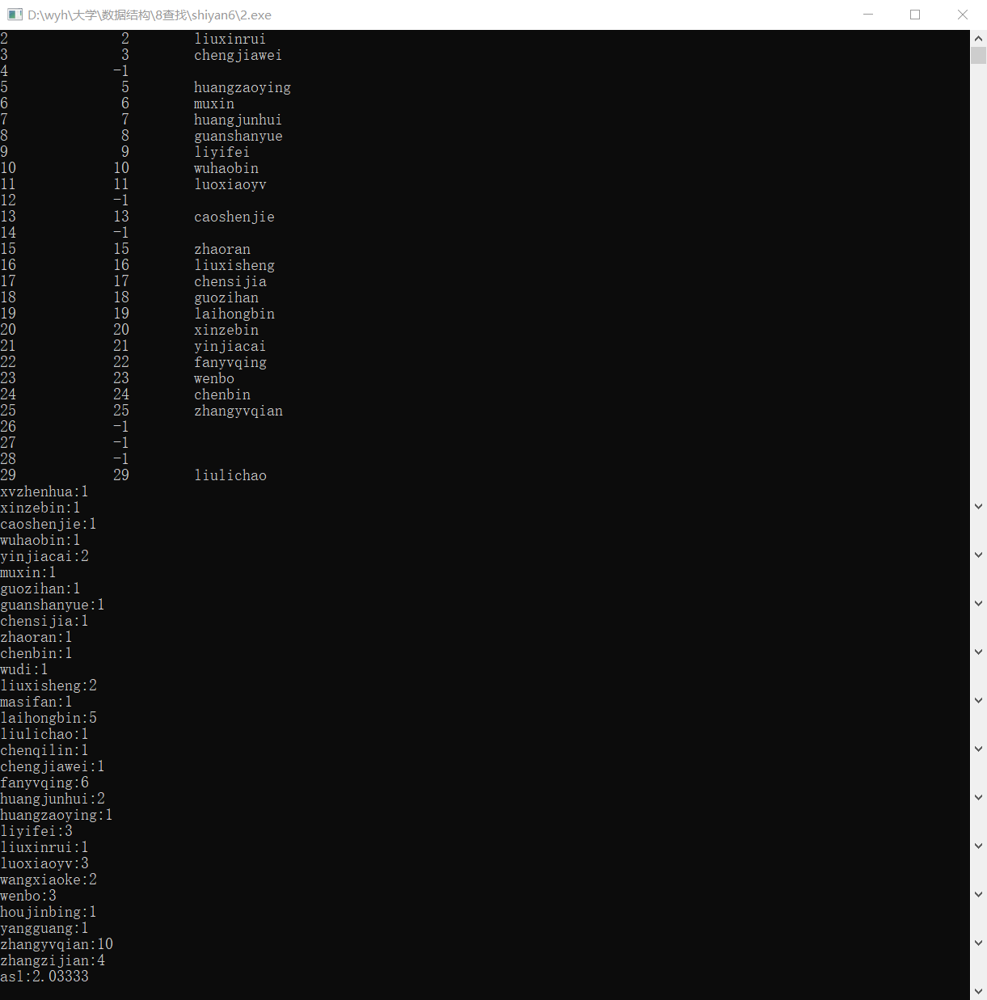 D:\wyh\大学\数据结构\8查找\shiyan6\2.exe
2 2 liuxinrui
3 3 chengjiawei
4 -1
5 5 huangzaoying
6 6 muxin
7 7 huangjunhui
8 8 guanshanyue
9 9 liyifei
10 10 wuhaobin
11 11 luoxiaoyv
12 -1
13 13 caoshenjie
14 -1
15 15 zhaoran
16 16 liuxisheng
17 17 chensijia
18 18 guozihan
19 19 laihongbin
20 20 xinzebin
21 21 yinjiacai
22 22 fanyvqing
23 23 wenbo
24 24 chenbin
25 25 zhangyvqian
26 -1
27 -1
28 -1
29 29 liulichao
xvzhenhua:1
xinzebin:1
caoshenjie:1
wuhaobin:1
yinjiacai:2
muxin:1
guozihan:1
guanshanyue:1
chensijia:1
zhaoran:1
chenbin:1
wudi:1
liuxisheng:2
masifan:1
laihongbin:5
liulichao:1
chenqilin:1
chengjiawei:1
fanyvqing:6
huangjunhui:2
huangzaoying:1
liyifei:3
liuxinrui:1
luoxiaoyv:3
wangxiaoke:2
wenbo:3
houjinbing:1
yangguang:1
zhangyvqian:10
zhangzijian:4
asl:2.03333